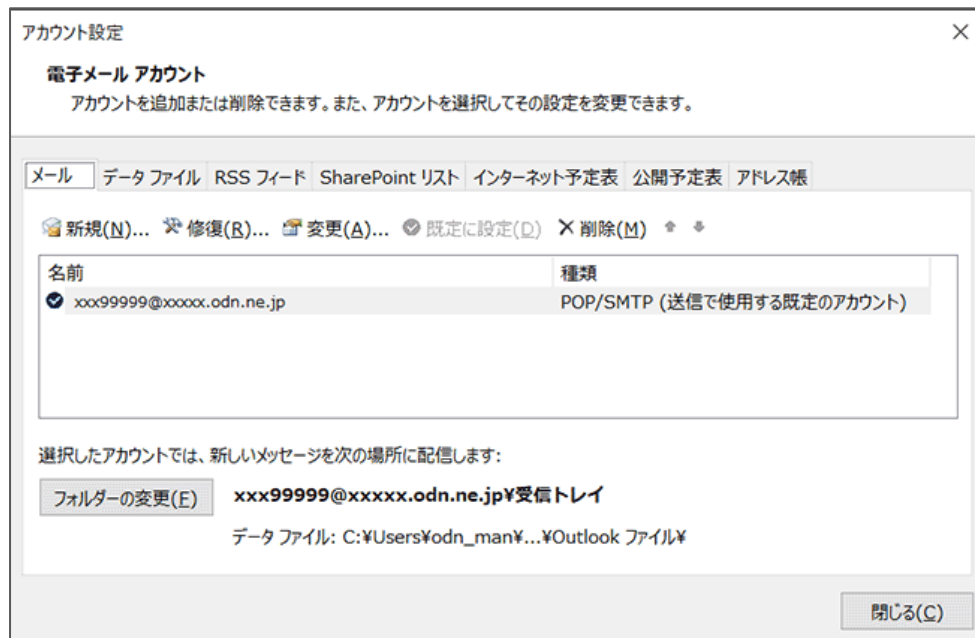 アカウント設定
電子メール アカウント
アカウントを追加または削除できます。また、アカウントを選択してその設定を変更できます。
メール データ ファイル RSS フィード SharePoint リスト インターネット予定表 公開予定表 アドレス帳
新規(N)... 修復(R)... 変更(A)... 既定に設定(D) 削除(M)
名前 種類
xxx99999@xxxxx.odn.ne.jp POP/SMTP (送信で使用する既定のアカウント)
選択したアカウントでは、新しいメッセージを次の場所に配信します:
フォルダーの変更(F) xxx99999@xxxxx.odn.ne.jp¥受信トレイ
データ ファイル: C:¥Users¥odn_man¥...¥Outlook ファイル¥
閉じる(C)